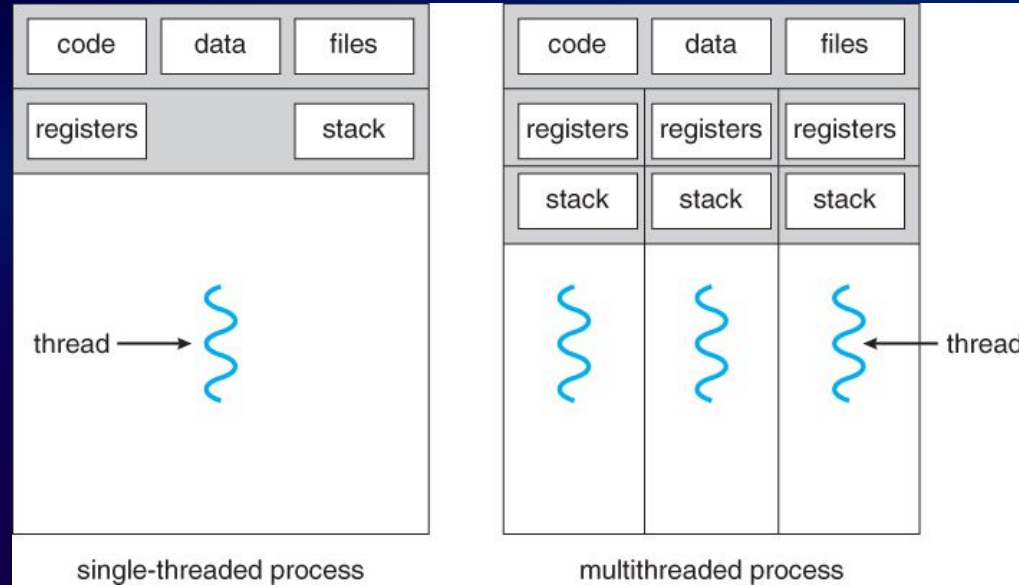 code data files
registers stack
thread
single-threaded process
code data files
registers registers registers
stack stack stack
thread
multithreaded process